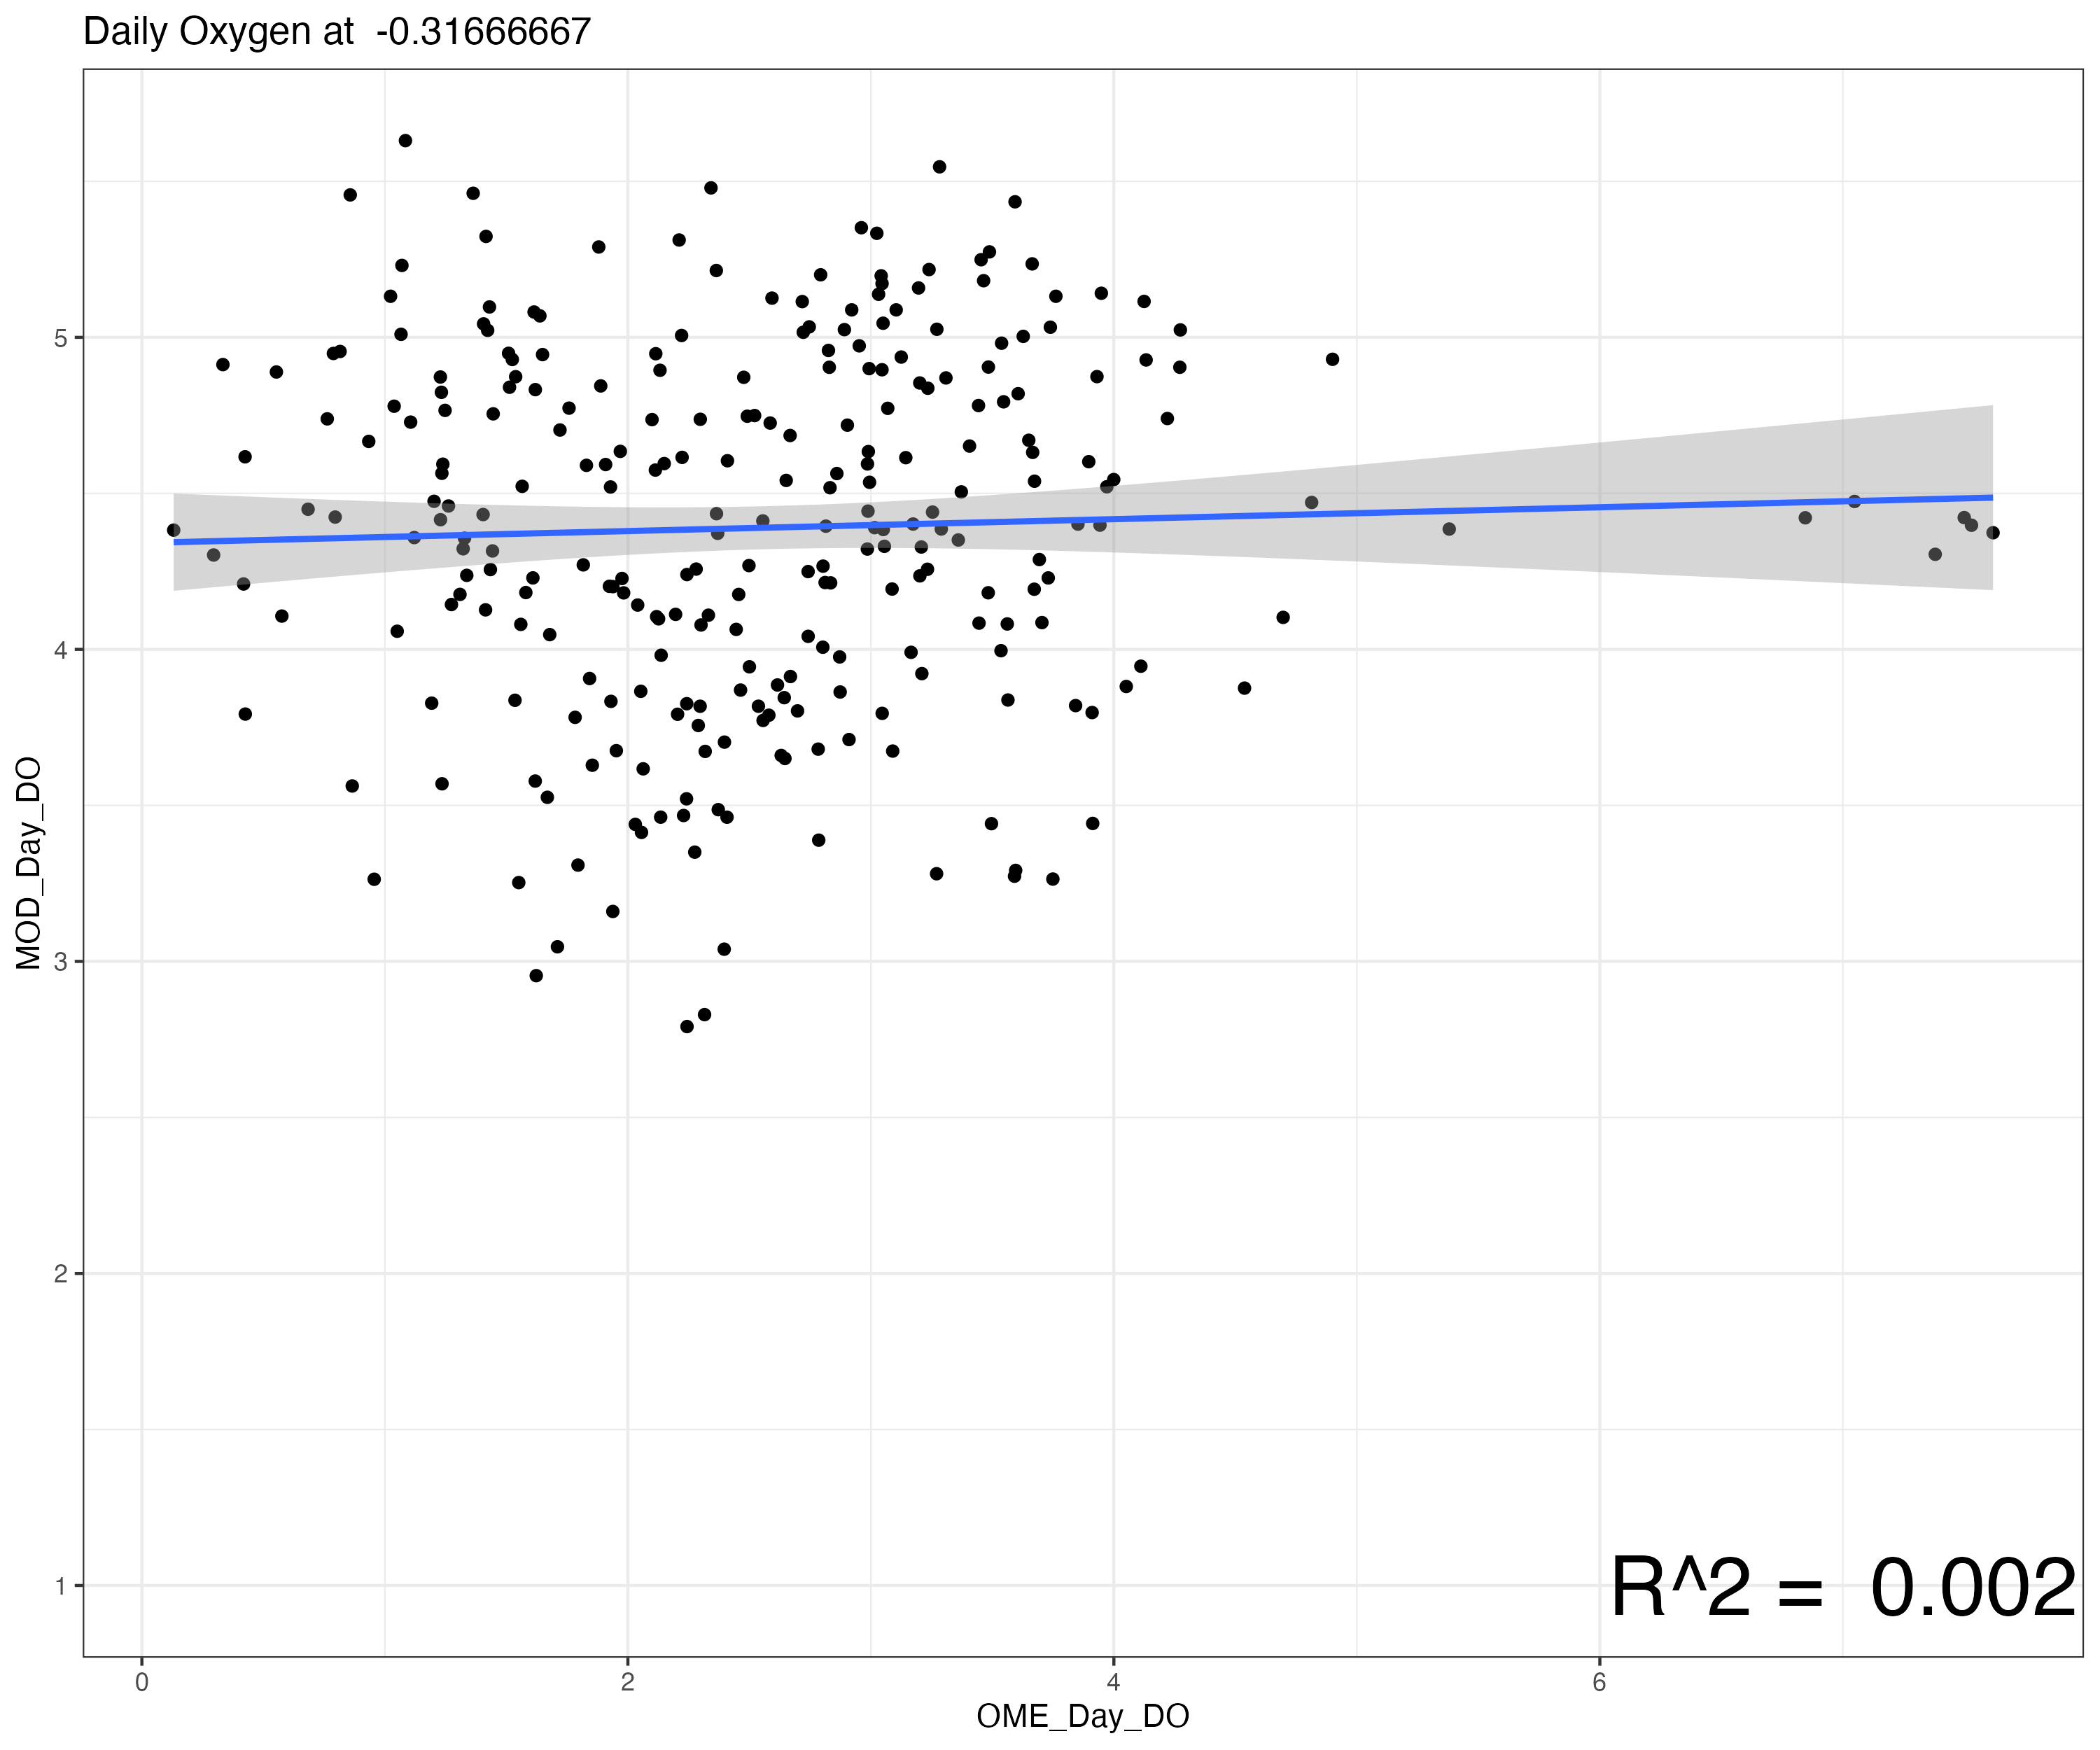 Daily Oxygen at  -0.31666667
5
4
3
2
1
MOD_Day_DO
R^2 =  0.002
0 2 4 6
OME_Day_DO